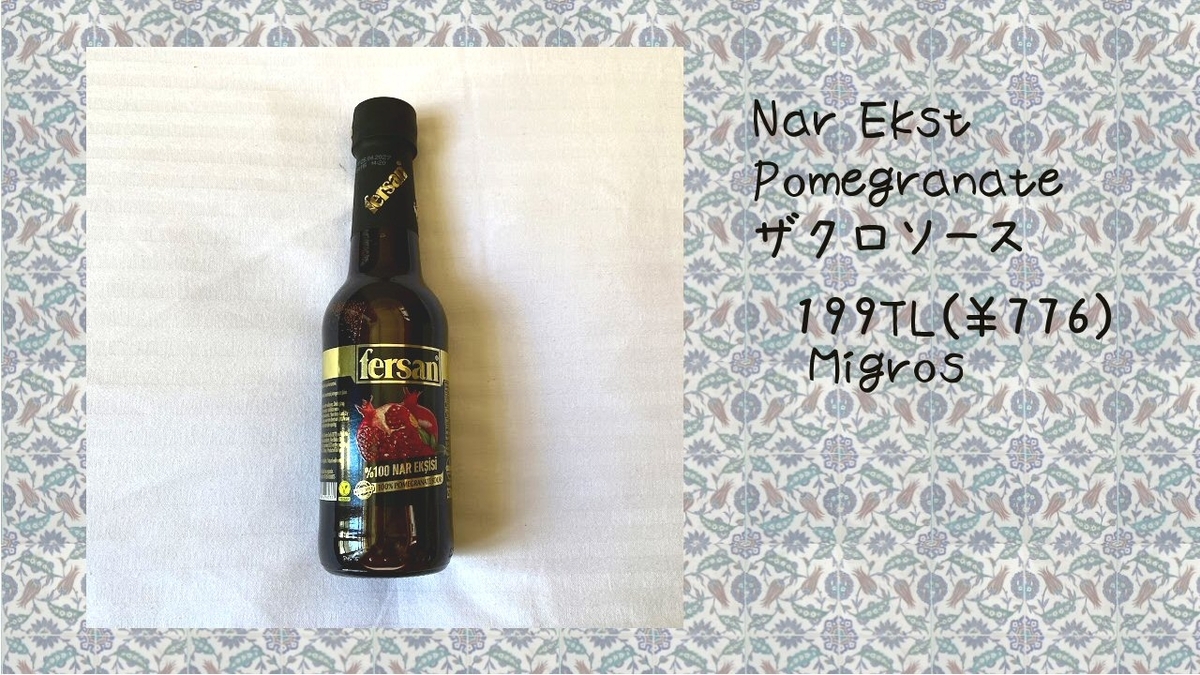 Nar Ekst
Pomegranate
ザクロソース
199TL(¥776)
Migros
fersan
fersan
%100 NAR EKŞİSİ
100% POMEGRANATE SOUR